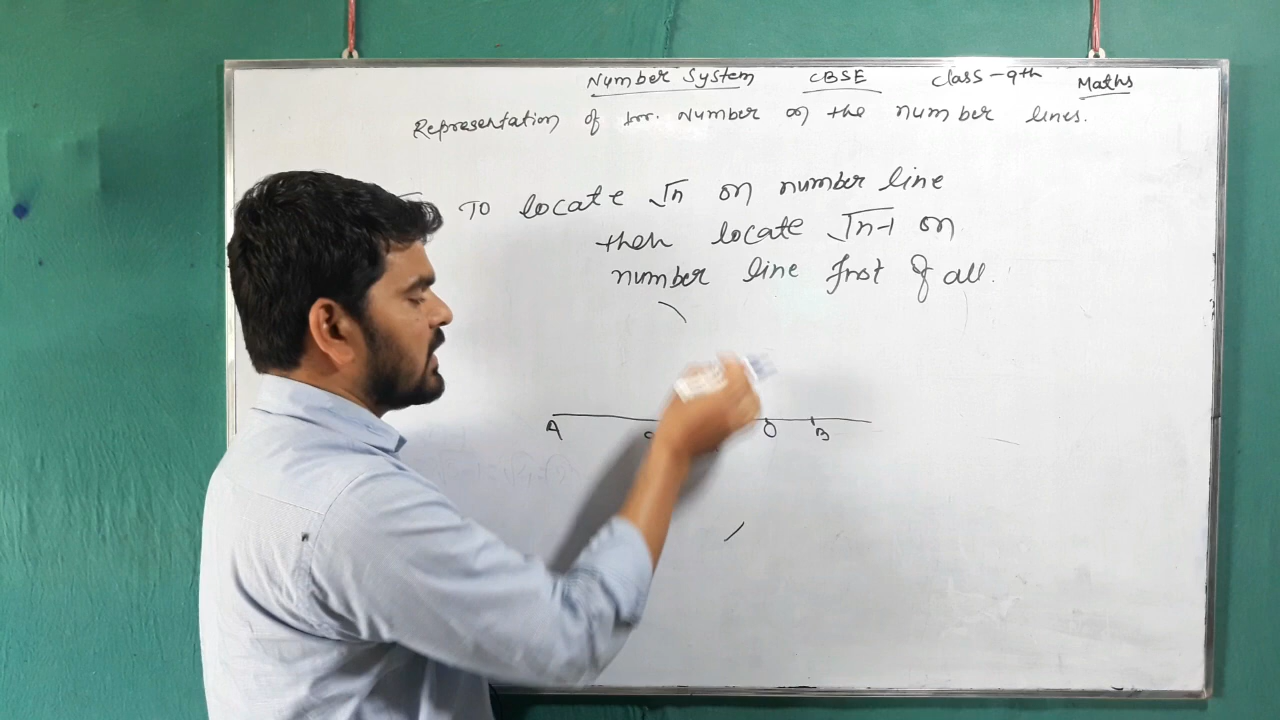 Number System CBSE Class-9th Maths
Representation of Irr. Number on the number lines.
To locate √n on number line
then locate √n-1 on
number line first of all.
A O B